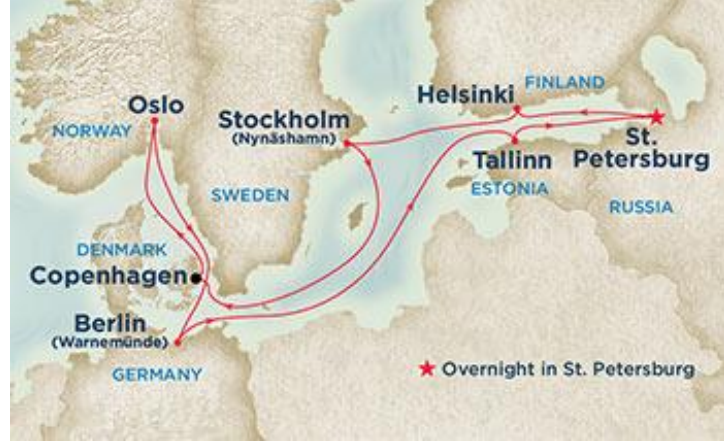 Oslo
NORWAY
Stockholm
(Nynäshamn)
SWEDEN
Helsinki
FINLAND
St.
Petersburg
Tallinn
ESTONIA
RUSSIA
DENMARK
Copenhagen
Berlin
(Warnemünde)
GERMANY
Overnight in St. Petersburg